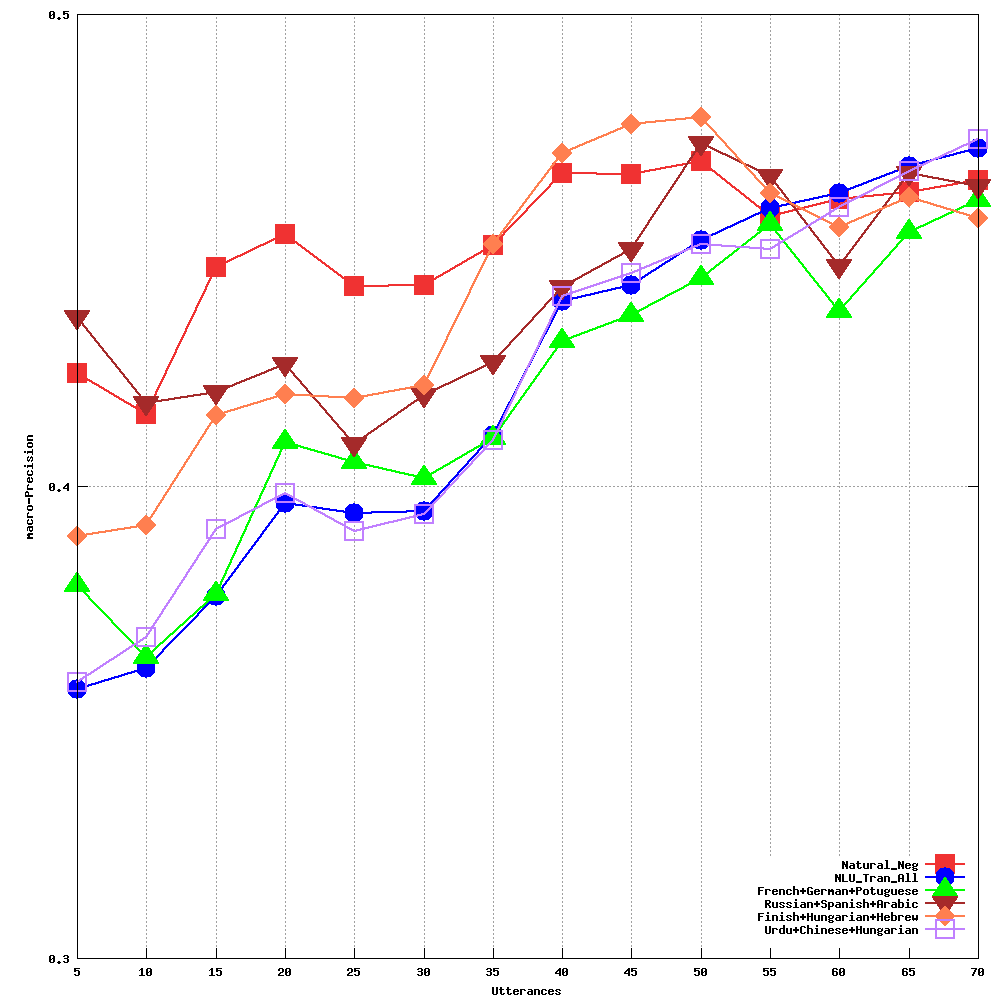 0.5
0.4
0.3
Macro-Precision
5 10 15 20 25 30 35 40 45 50 55 60 65 70
Utterances
Natural_Neg
NLU_Tran_All
French+German+Potuguese
Russian+Spanish+Arabic
Finish+Hungarian+Hebrew
Urdu+Chinese+Hungarian